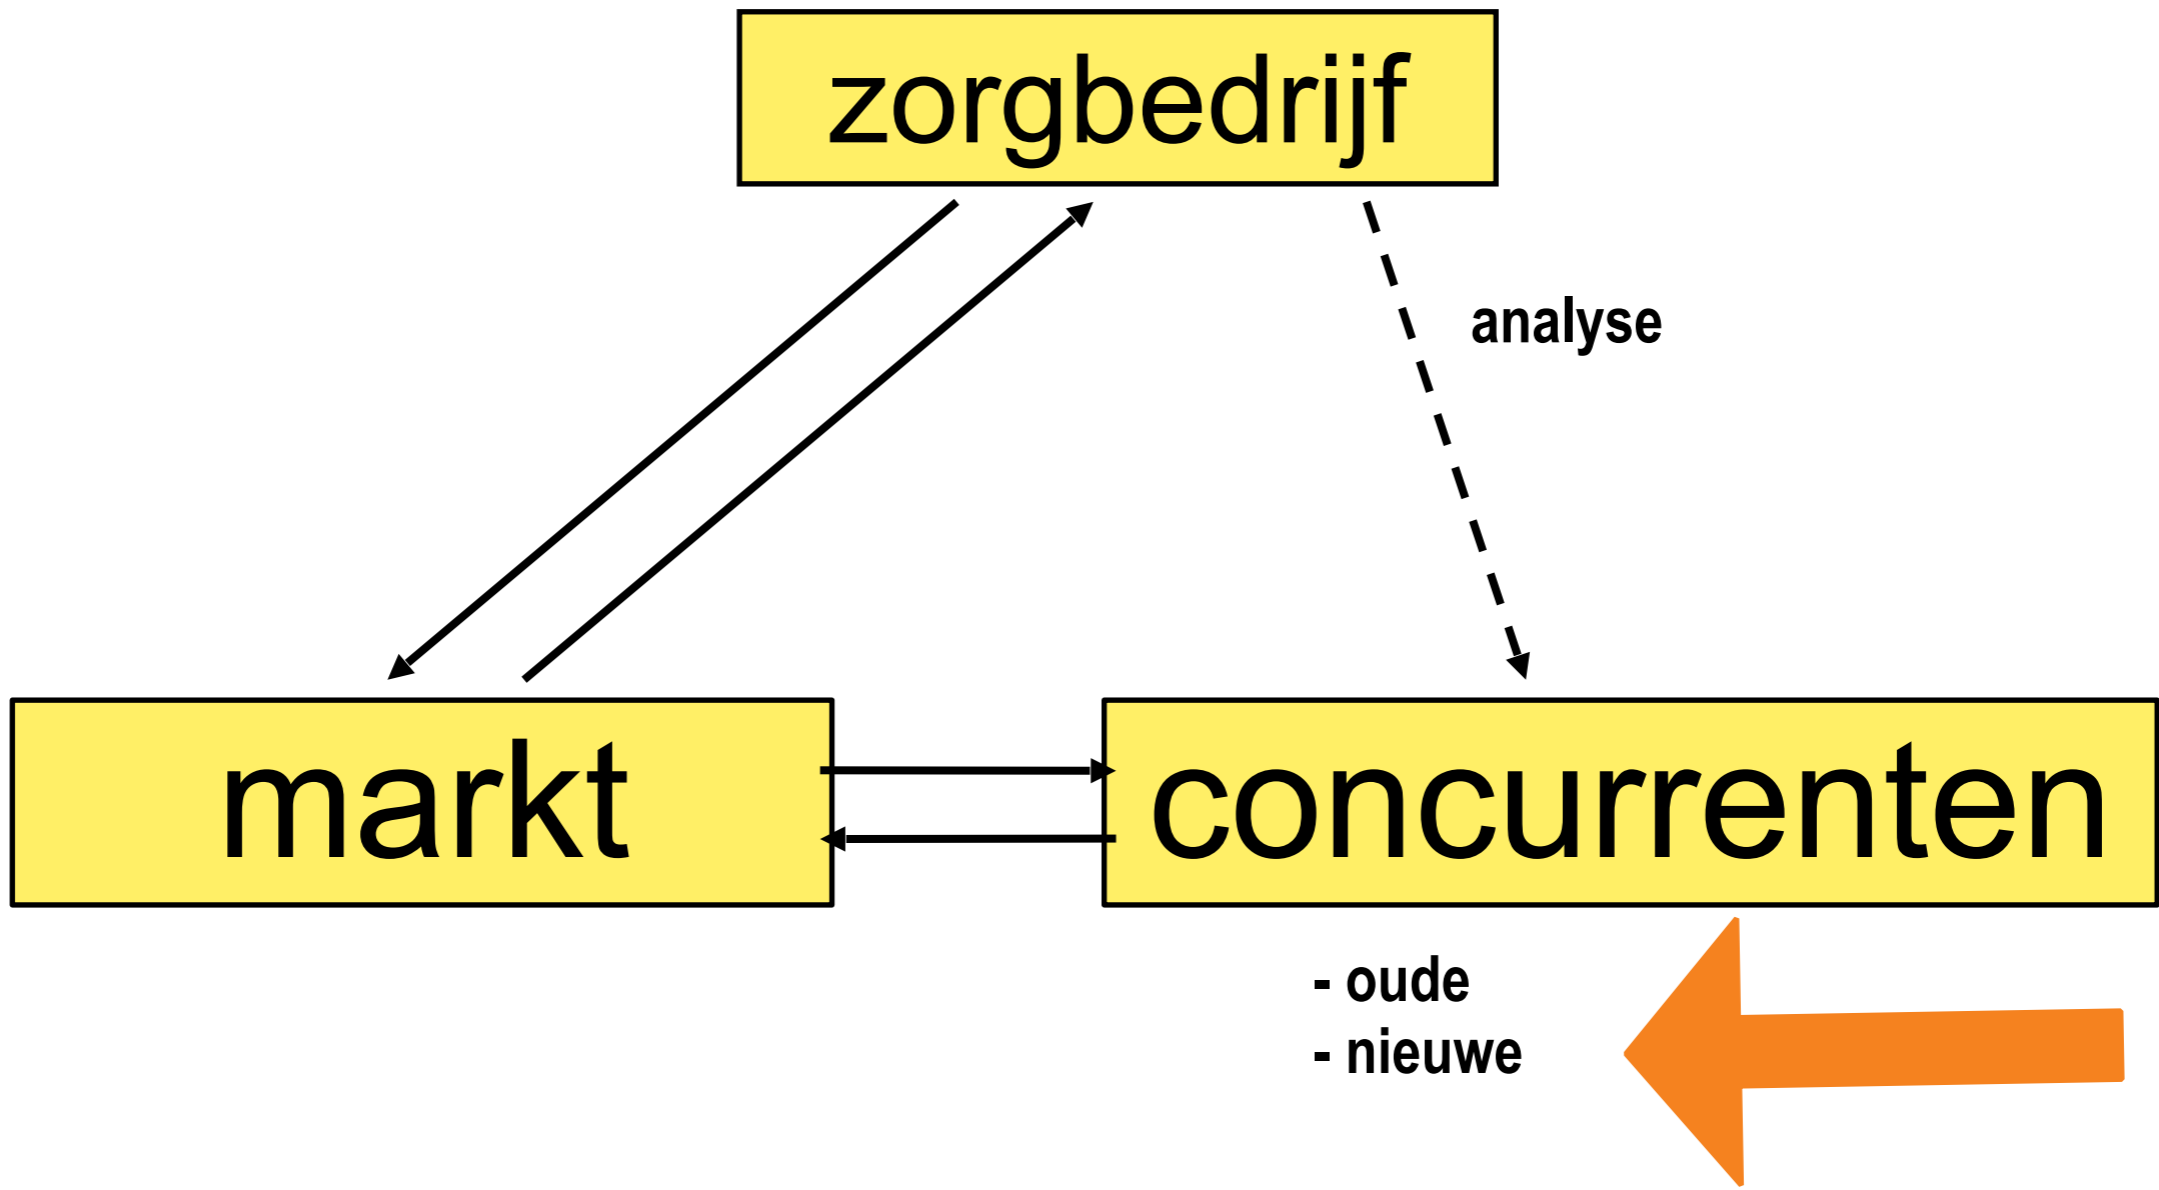 zorgbedrijf
analyse
markt
concurrenten
- oude
- nieuwe